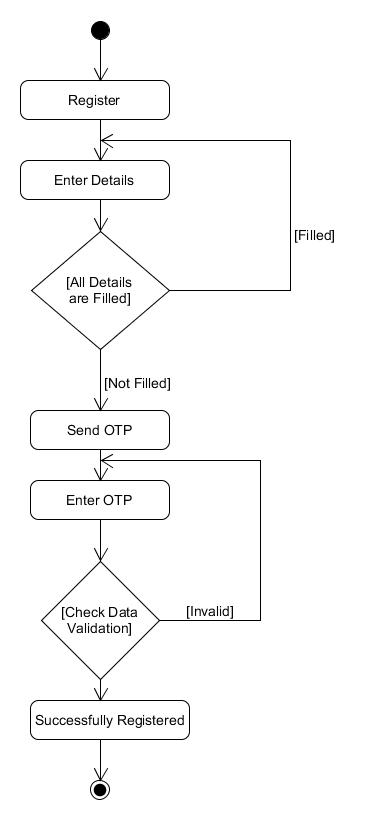 Register
Enter Details
[Filled]
[All Details
are Filled]
[Not Filled]
Send OTP
Enter OTP
[Check Data
Validation]
[Invalid]
Successfully Registered